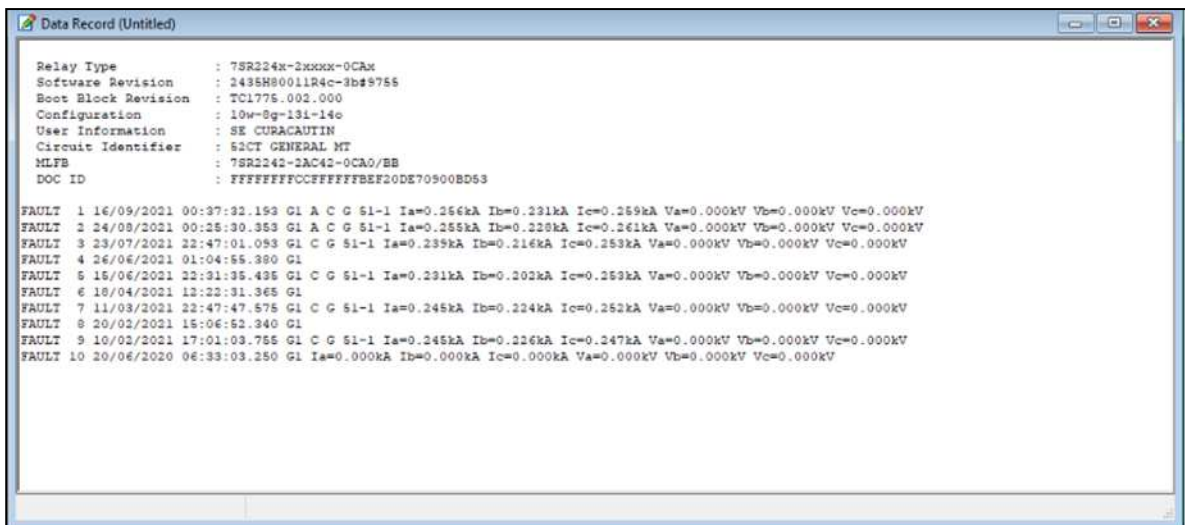 Data Record (Untitled)
Relay Type : 7SR224x-2xxxx-0CAx
Software Revision : 2435H80011R4c-3b#9755
Boot Block Revision : TC1775.002.000
Configuration : 10w-8g-13i-14o
User Information : SE CURACAUTIN
Circuit Identifier : 52CT GENERAL MT
MLFB : 7SR2242-2AC42-0CA0/BB
DOC ID : FFFFFFFFCCFFFFFFBEF20DE70900BD53
FAULT 1 16/09/2021 00:37:32.193 G1 A C G 51-1 Ia=0.256kA Ib=0.231kA Ic=0.259kA Va=0.000kV Vb=0.000kV Vc=0.000kV
FAULT 2 24/08/2021 00:25:30.353 G1 A C G 51-1 Ia=0.255kA Ib=0.228kA Ic=0.261kA Va=0.000kV Vb=0.000kV Vc=0.000kV
FAULT 3 23/07/2021 22:47:01.093 G1 C G 51-1 Ia=0.239kA Ib=0.216kA Ic=0.253kA Va=0.000kV Vb=0.000kV Vc=0.000kV
FAULT 4 26/06/2021 01:04:55.380 G1
FAULT 5 15/06/2021 22:31:35.435 G1 C G 51-1 Ia=0.231kA Ib=0.202kA Ic=0.253kA Va=0.000kV Vb=0.000kV Vc=0.000kV
FAULT 6 18/04/2021 12:22:31.365 G1
FAULT 7 11/03/2021 22:47:47.575 G1 C G 51-1 Ia=0.245kA Ib=0.224kA Ic=0.252kA Va=0.000kV Vb=0.000kV Vc=0.000kV
FAULT 8 20/02/2021 15:06:52.340 G1
FAULT 9 10/02/2021 17:01:03.755 G1 C G 51-1 Ia=0.245kA Ib=0.226kA Ic=0.247kA Va=0.000kV Vb=0.000kV Vc=0.000kV
FAULT 10 20/06/2020 06:33:03.250 G1 Ia=0.000kA Ib=0.000kA Ic=0.000kA Va=0.000kV Vb=0.000kV Vc=0.000kV